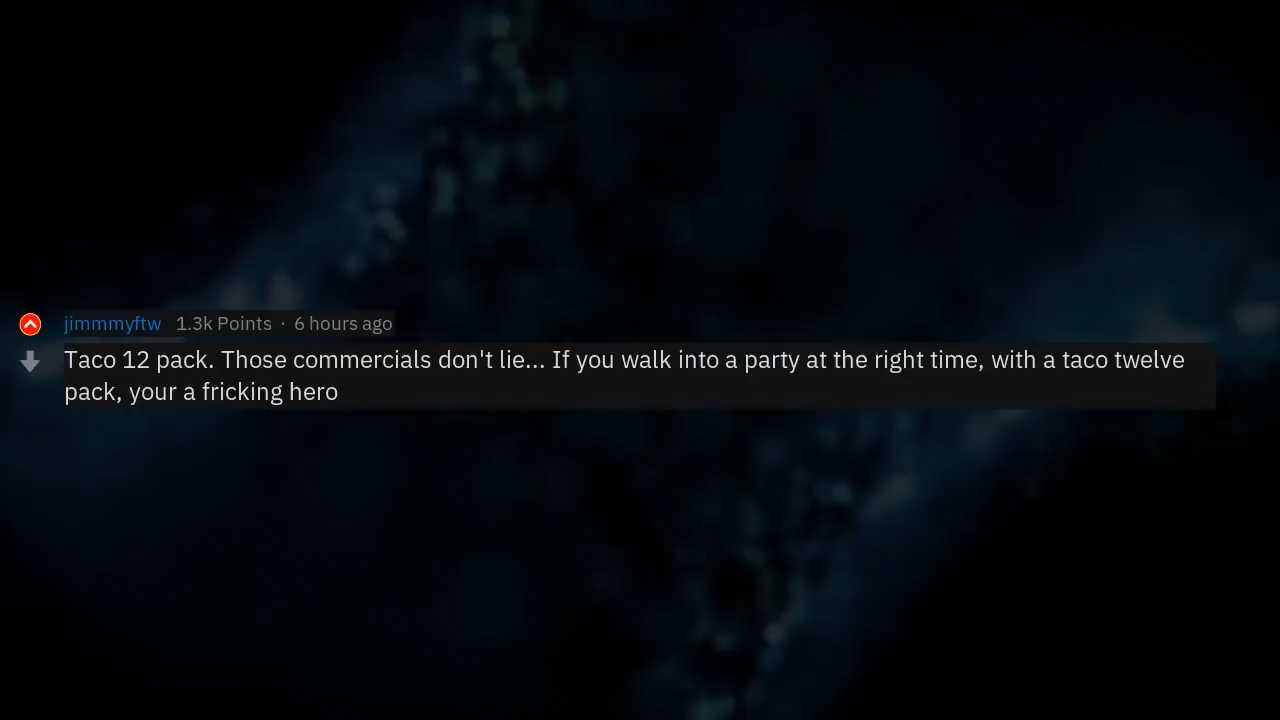 jimmmyftw 1.3k Points · 6 hours ago
Taco 12 pack. Those commercials don't lie... If you walk into a party at the right time, with a taco twelve
pack, your a fricking hero